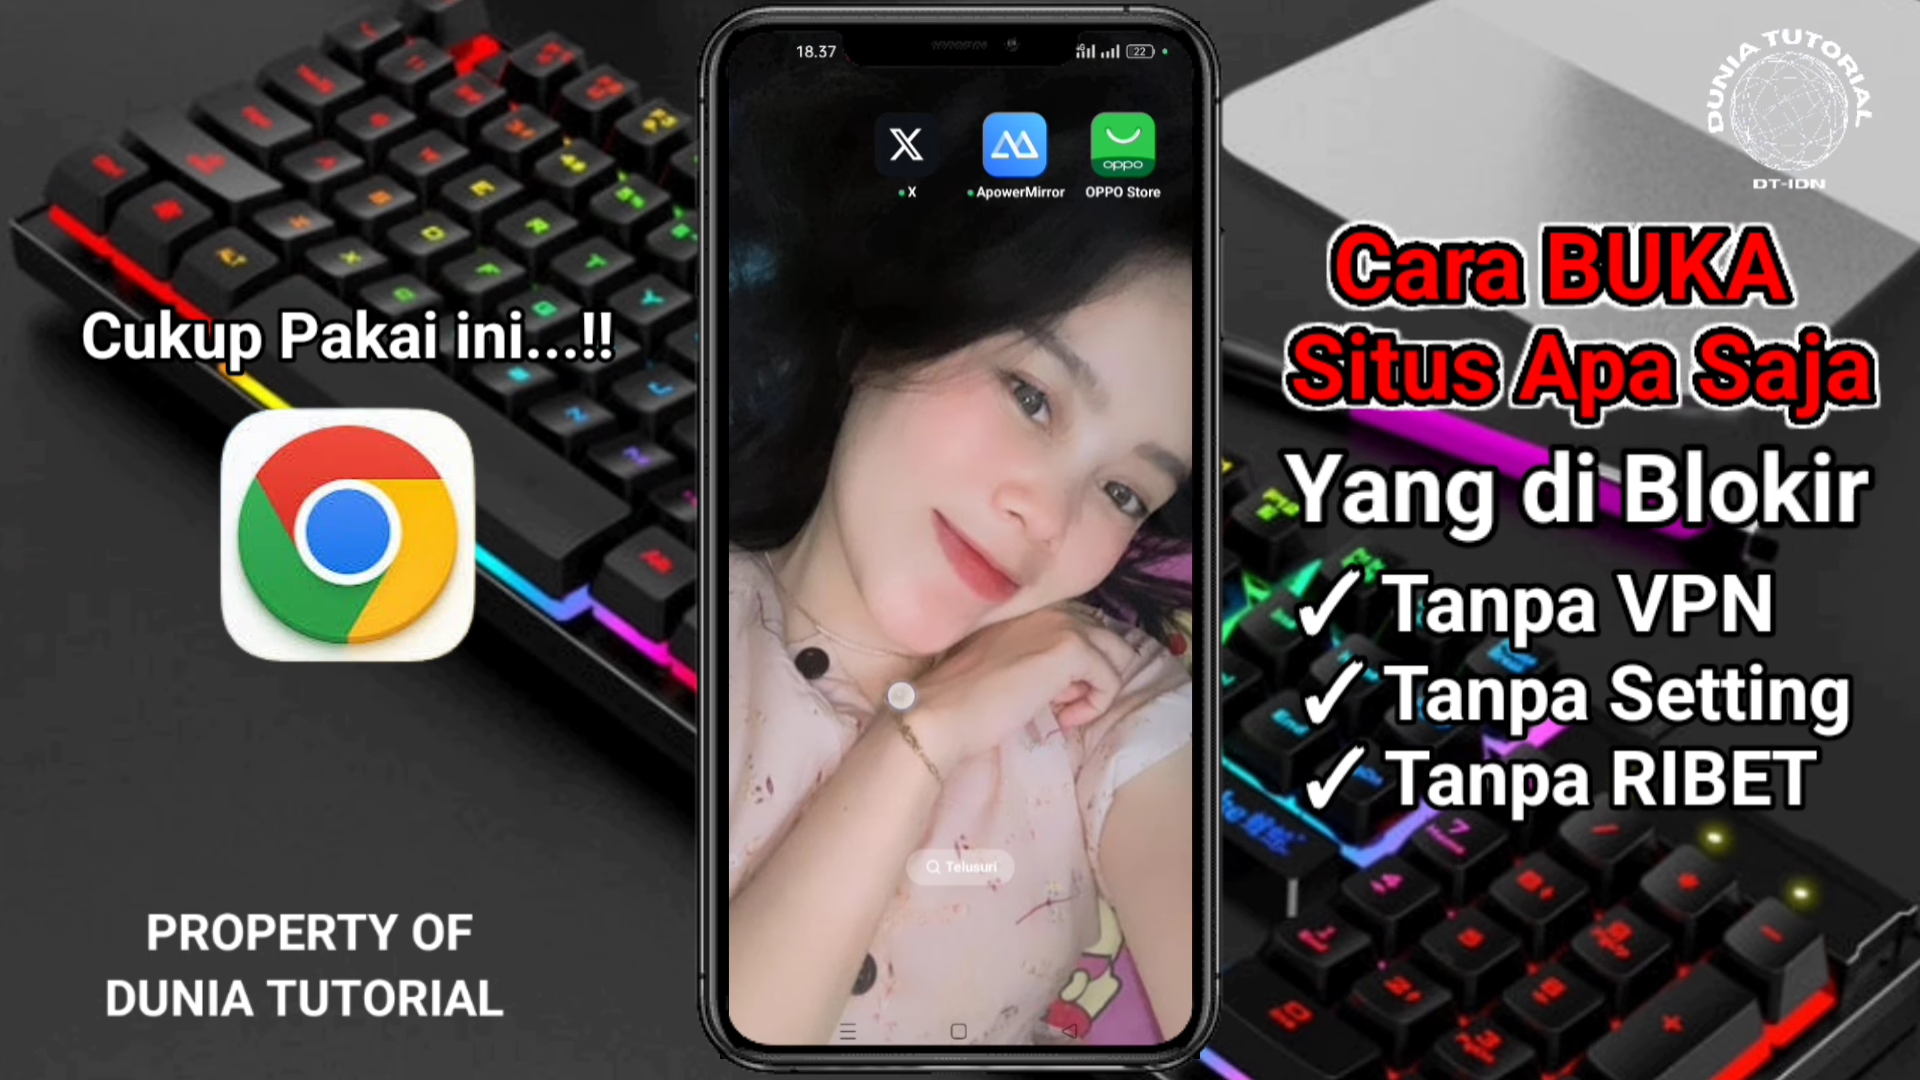 Cukup Pakai ini...!!
PROPERTY OF
DUNIA TUTORIAL
18.37
22
X
ApowerMirror
oppo
OPPO Store
Telusuri
DUNIA TUTORIAL
DT-IDN
Cara BUKA
Situs Apa Saja
Yang di Blokir
✓ Tanpa VPN
✓ Tanpa Setting
✓ Tanpa RIBET